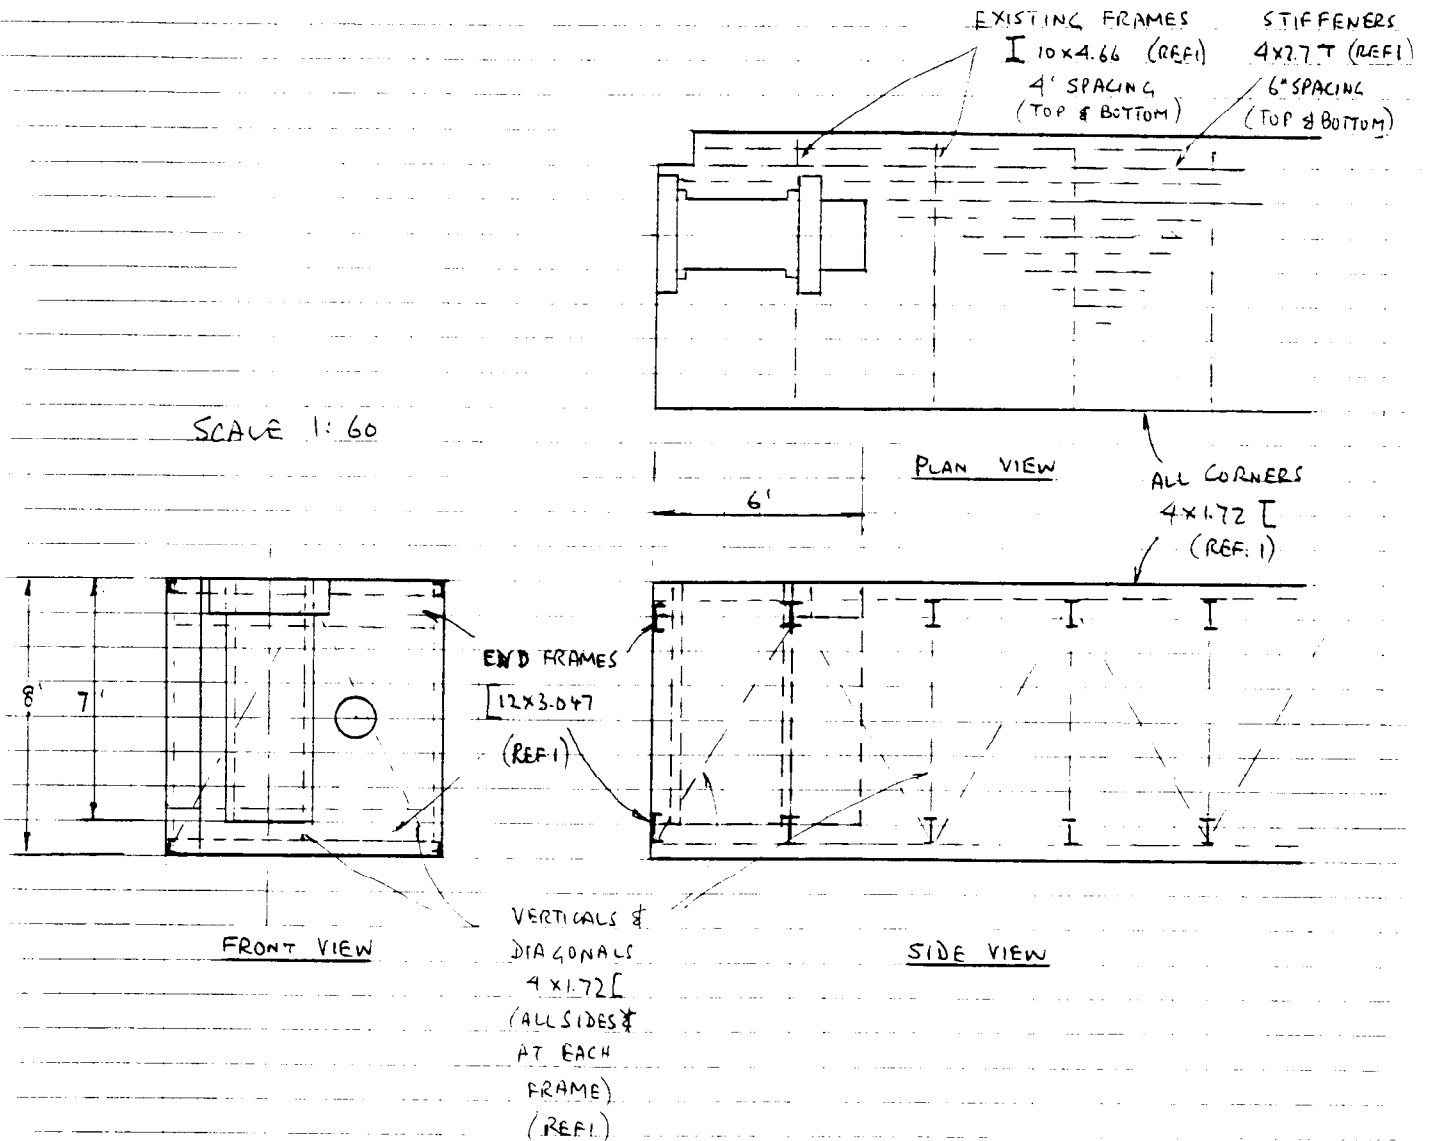 EXISTING FRAMES
I 10×4.66 (REF1)
4' SPACING
(TOP & BOTTOM)
STIFFENERS
4×2.7 T (REF1)
6" SPACING
(TOP & BOTTOM)
SCALE 1:60
PLAN VIEW
ALL CORNERS
4×1.72 [
(REF. 1)
6'
8'
7'
END FRAMES
[12×3.047
(REF1)
FRONT VIEW
VERTICALS &
DIAGONALS
4×1.72[
(ALL SIDES &
AT EACH
FRAME)
(REF1)
SIDE VIEW